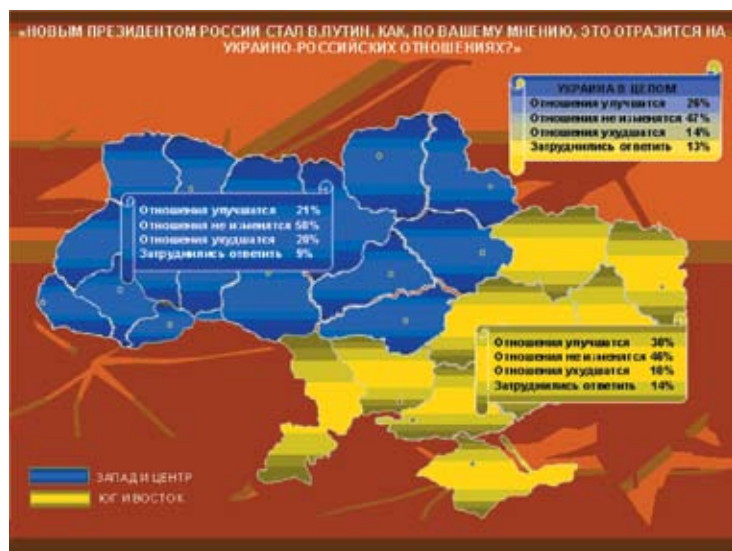 «НОВЫМ ПРЕЗИДЕНТОМ РОССИИ СТАЛ В.ПУТИН. КАК, ПО ВАШЕМУ МНЕНИЮ, ЭТО ОТРАЗИТСЯ НА
УКРАИНО-РОССИЙСКИХ ОТНОШЕНИЯХ?»
УКРАИНА В ЦЕЛОМ
Отношения улучшатся 26%
Отношения не изменятся 47%
Отношения ухудшатся 14%
Затруднились ответить 13%
Отношения улучшатся 21%
Отношения не изменятся 50%
Отношения ухудшатся 20%
Затруднились ответить 9%
Отношения улучшатся 30%
Отношения не изменятся 46%
Отношения ухудшатся 10%
Затруднились ответить 14%
ЗАПАД И ЦЕНТР
ЮГ И ВОСТОК